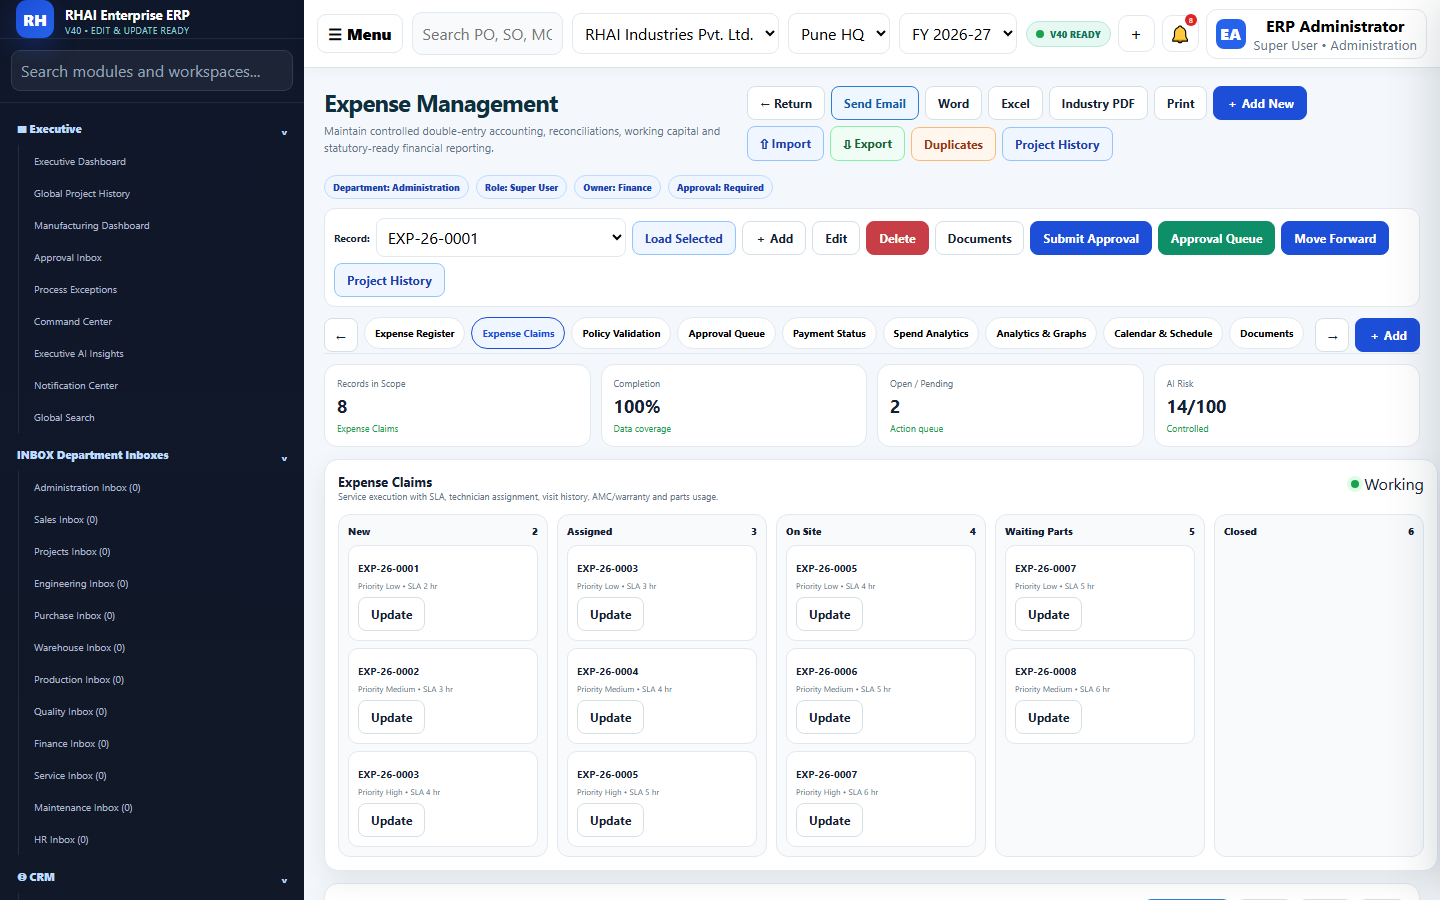 RH
RHAI Enterprise ERP
V40 • EDIT & UPDATE READY
Search modules and workspaces...
Executive
Executive Dashboard
Global Project History
Manufacturing Dashboard
Approval Inbox
Process Exceptions
Command Center
Executive AI Insights
Notification Center
Global Search
INBOX Department Inboxes
Administration Inbox (0)
Sales Inbox (0)
Projects Inbox (0)
Engineering Inbox (0)
Purchase Inbox (0)
Warehouse Inbox (0)
Production Inbox (0)
Quality Inbox (0)
Finance Inbox (0)
Service Inbox (0)
Maintenance Inbox (0)
HR Inbox (0)
CRM
☰ Menu
Search PO, SO, MO
RHAI Industries Pvt. Ltd.
Pune HQ
FY 2026-27
V40 READY
+
8
EA
ERP Administrator
Super User • Administration
Expense Management
Maintain controlled double-entry accounting, reconciliations, working capital and
statutory-ready financial reporting.
← Return
Send Email
Word
Excel
Industry PDF
Print
+ Add New
⇧ Import
⇩ Export
Duplicates
Project History
Department: Administration
Role: Super User
Owner: Finance
Approval: Required
Record:
EXP-26-0001
Load Selected
+ Add
Edit
Delete
Documents
Submit Approval
Approval Queue
Move Forward
Project History
←
Expense Register
Expense Claims
Policy Validation
Approval Queue
Payment Status
Spend Analytics
Analytics & Graphs
Calendar & Schedule
Documents
→
+ Add
Records in Scope
8
Expense Claims
Completion
100%
Data coverage
Open / Pending
2
Action queue
AI Risk
14/100
Controlled
Expense Claims
Service execution with SLA, technician assignment, visit history, AMC/warranty and parts usage.
Working
New 2
EXP-26-0001
Priority Low • SLA 2 hr
Update
EXP-26-0002
Priority Medium • SLA 3 hr
Update
EXP-26-0003
Priority High • SLA 4 hr
Update
Assigned 3
EXP-26-0003
Priority Low • SLA 3 hr
Update
EXP-26-0004
Priority Medium • SLA 4 hr
Update
EXP-26-0005
Priority High • SLA 5 hr
Update
On Site 4
EXP-26-0005
Priority Low • SLA 4 hr
Update
EXP-26-0006
Priority Medium • SLA 5 hr
Update
EXP-26-0007
Priority High • SLA 6 hr
Update
Waiting Parts 5
EXP-26-0007
Priority Low • SLA 5 hr
Update
EXP-26-0008
Priority Medium • SLA 6 hr
Update
Closed 6